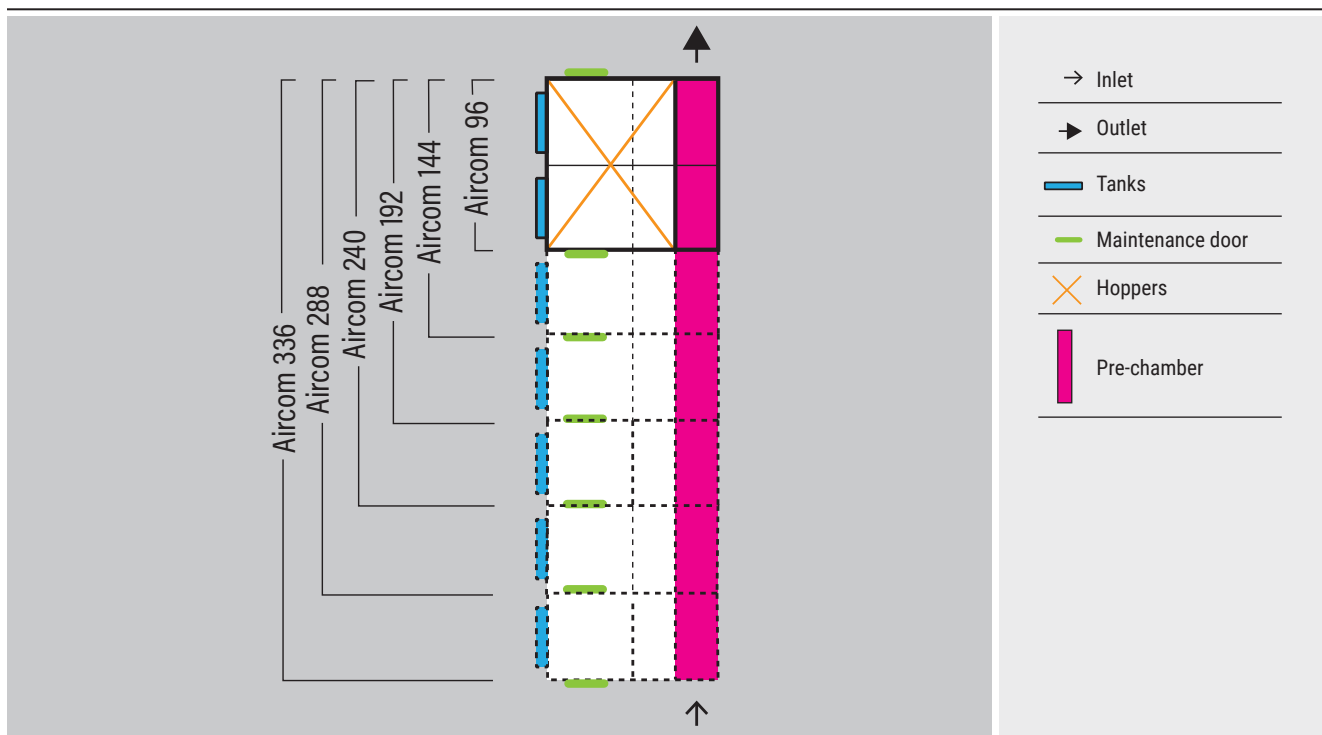 Aircom 336
Aircom 288
Aircom 240
Aircom 192
Aircom 144
Aircom 96
Inlet
Outlet
Tanks
Maintenance door
Hoppers
Pre-chamber